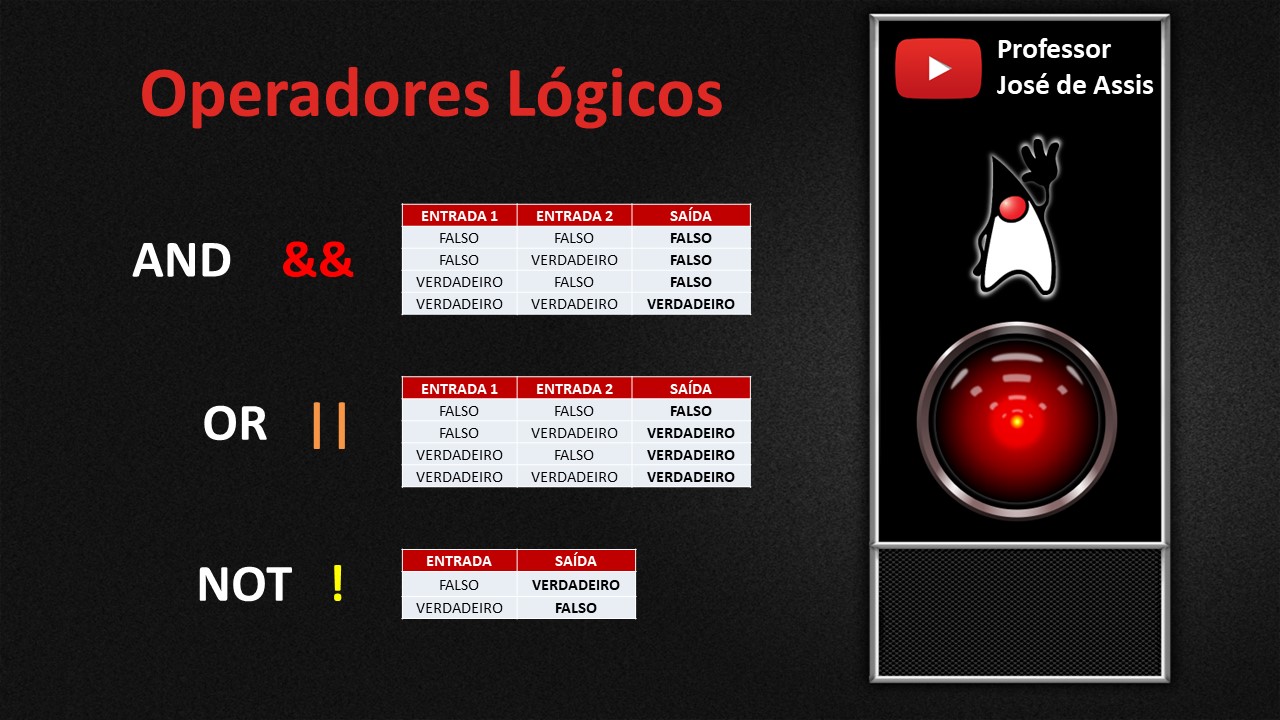 Operadores Lógicos
Professor
José de Assis
AND &&
ENTRADA 1 ENTRADA 2 SAÍDA
FALSO FALSO FALSO
FALSO VERDADEIRO FALSO
VERDADEIRO FALSO FALSO
VERDADEIRO VERDADEIRO VERDADEIRO
OR ||
ENTRADA 1 ENTRADA 2 SAÍDA
FALSO FALSO FALSO
FALSO VERDADEIRO VERDADEIRO
VERDADEIRO FALSO VERDADEIRO
VERDADEIRO VERDADEIRO VERDADEIRO
NOT !
ENTRADA SAÍDA
FALSO VERDADEIRO
VERDADEIRO FALSO